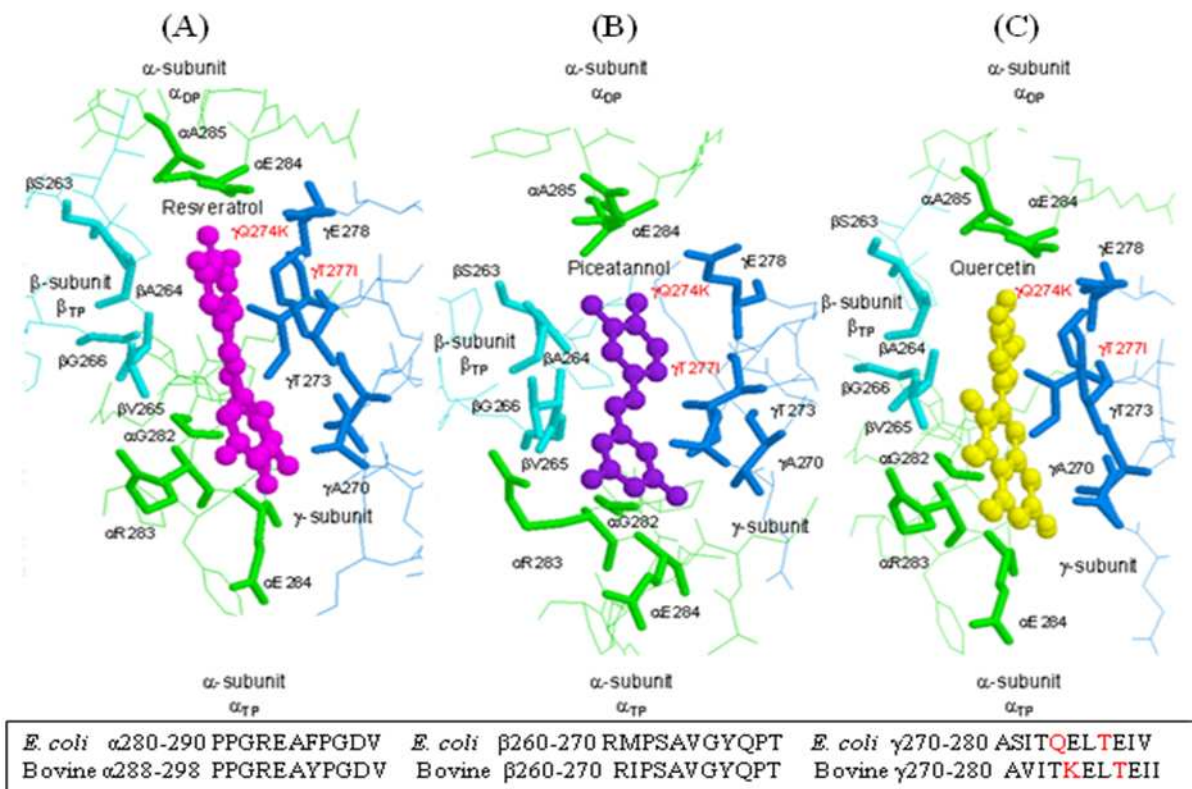 (A)
α-subunit
αDP
αA285
αE284
βS263
Resveratrol
γQ274K
γE278
β-subunit
βTP
βA264
γT277I
βG266
γT273
βV265
αG282
γA270
αR283
γ-subunit
αE284
α-subunit
αTP
(B)
α-subunit
αDP
αA285
αE284
βS263
Piceatannol
γE278
γQ274K
β-subunit
βTP
βA264
γT277I
βG266
γT273
βV265
γA270
αG282
γ-subunit
αR283
αE284
α-subunit
αTP
(C)
α-subunit
αDP
αA285
αE284
βS263
Quercetin
γE278
γQ274K
β-subunit
βTP
βA264
γT277I
βG266
γT273
βV265
αG282
γA270
αR283
γ-subunit
αE284
α-subunit
αTP
E. coli α280-290 PPGREAFPGDV E. coli β260-270 RMPSAVGYQPT E. coli γ270-280 ASITQELTEIV
Bovine α288-298 PPGREAYPGDV Bovine β260-270 RIPSAVGYQPT Bovine γ270-280 AVITKELTEII